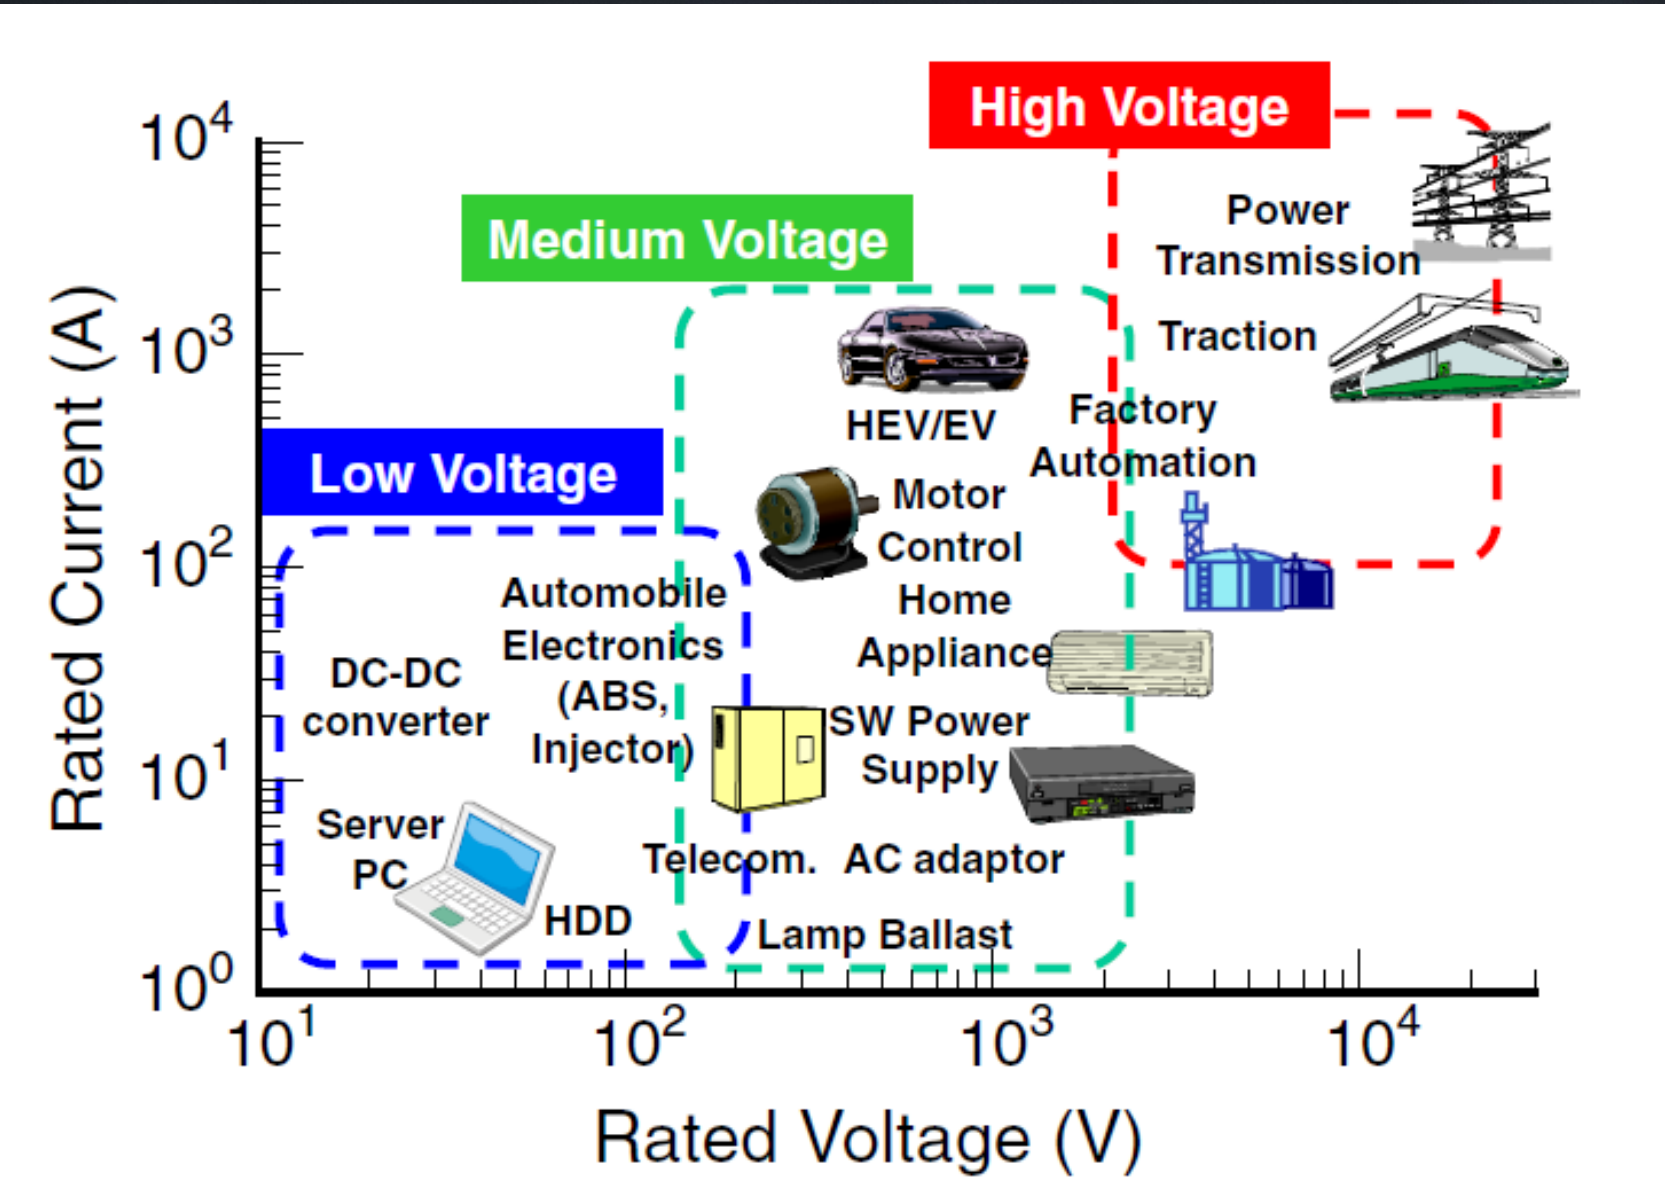 High Voltage
Medium Voltage
Low Voltage
Power
Transmission
Traction
HEV/EV
Factory
Automation
Motor
Control
Home
Appliance
Automobile
Electronics
(ABS,
Injector)
DC-DC
converter
SW Power
Supply
Server
PC
HDD
Telecom.
AC adaptor
Lamp Ballast
Rated Current (A)
10⁴
10³
10²
10¹
10⁰
10¹
10²
10³
10⁴
Rated Voltage (V)